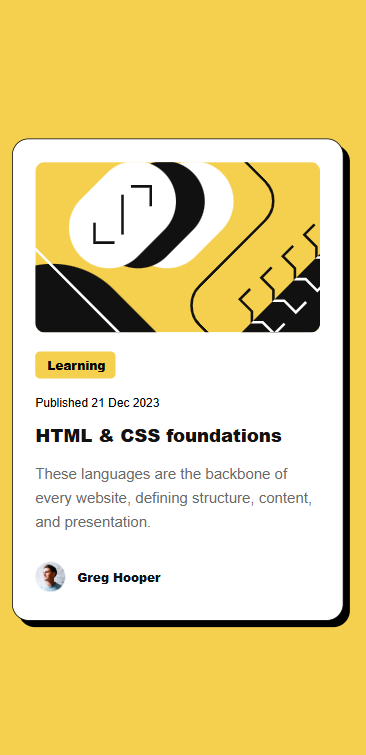 Learning
Published 21 Dec 2023
HTML & CSS foundations
These languages are the backbone of
every website, defining structure, content,
and presentation.
Greg Hooper